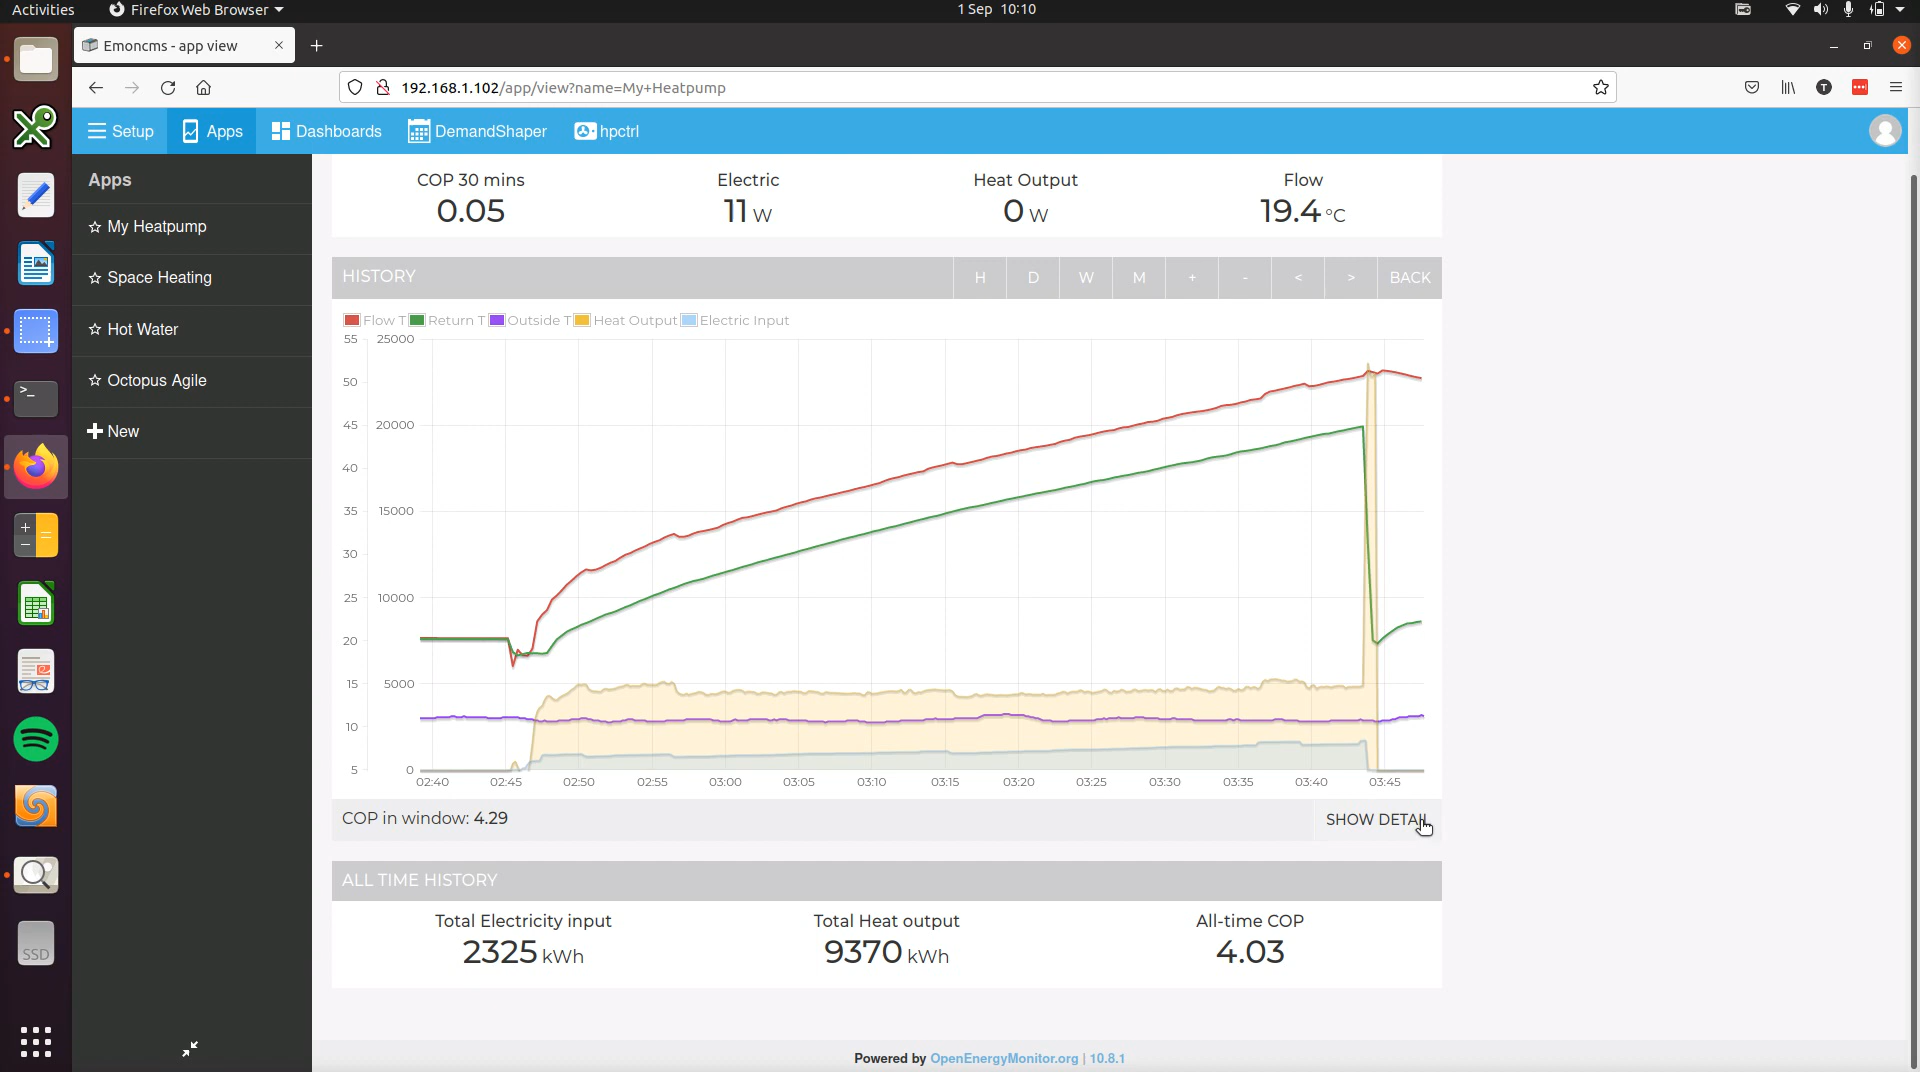 Activities Firefox Web Browser 1 Sep 10:10
Emoncms - app view
192.168.1.102/app/view?name=My+Heatpump
Setup Apps Dashboards DemandShaper hpctrl
Apps
My Heatpump
Space Heating
Hot Water
Octopus Agile
New
COP 30 mins Electric Heat Output Flow
0.05 11 W 0 W 19.4 °C
HISTORY H D W M + - < > BACK
Flow T Return T Outside T Heat Output Electric Input
55 25000
50
45 20000
40
35 15000
30
25 10000
20
15 5000
10
5 0
02:40 02:45 02:50 02:55 03:00 03:05 03:10 03:15 03:20 03:25 03:30 03:35 03:40 03:45
COP in window: 4.29 SHOW DETAIL
ALL TIME HISTORY
Total Electricity input Total Heat output All-time COP
2325 kWh 9370 kWh 4.03
SSD
Powered by OpenEnergyMonitor.org | 10.8.1